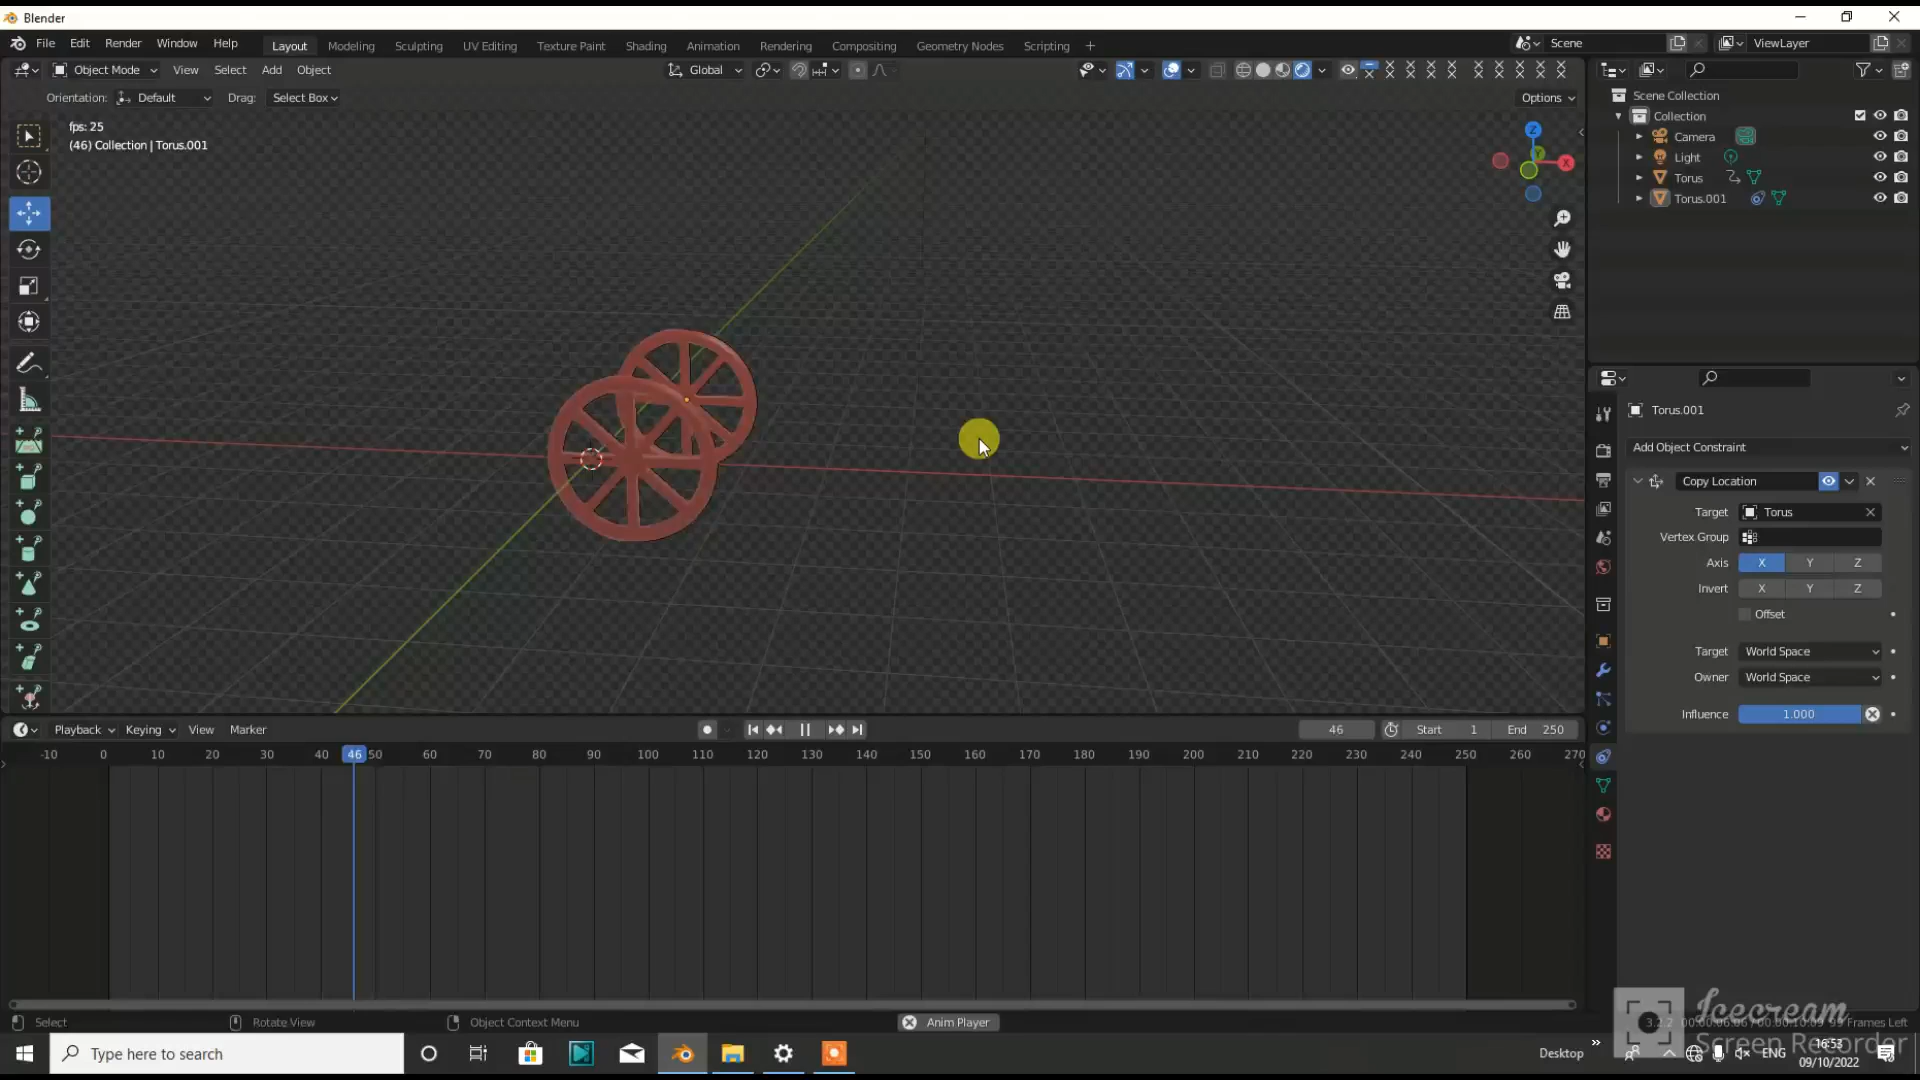 Blender
File Edit Render Window Help Layout Modeling Sculpting UV Editing Texture Paint Shading Animation Rendering Compositing Geometry Nodes Scripting + Scene ViewLayer
Object Mode View Select Add Object Global
Orientation: Default Drag: Select Box Options
fps: 25
(46) Collection | Torus.001
Z
Y
X
Scene Collection
Collection
Camera
Light
Torus
Torus.001
Torus.001
Add Object Constraint
Copy Location
Target Torus
Vertex Group
Axis X Y Z
Invert X Y Z
Offset
Target World Space
Owner World Space
Influence 1.000
Playback Keying View Marker 46 Start 1 End 250
-10 0 10 20 30 40 46 50 60 70 80 90 100 110 120 130 140 150 160 170 180 190 200 210 220 230 240 250 260 270
Select Rotate View Object Context Menu Anim Player
Icecream
Screen Recorder
Type here to search
Desktop ENG
16:53
09/10/2022